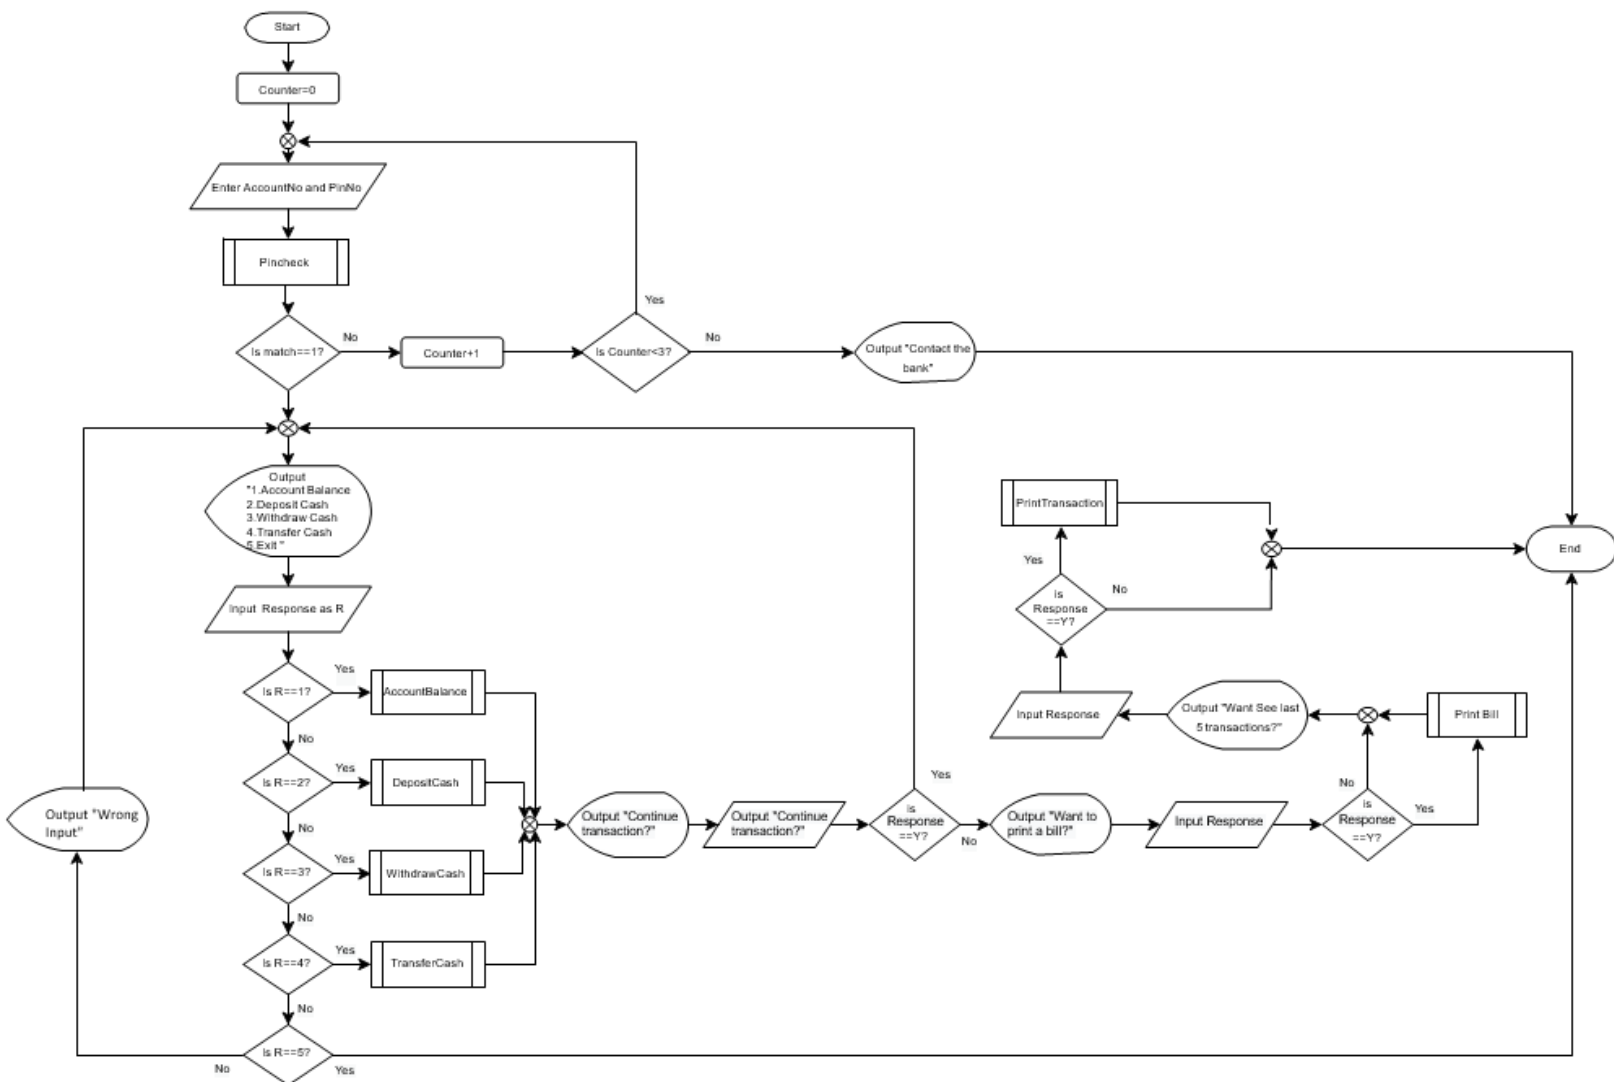 Start
Counter=0
Enter AccountNo and PinNo
Pincheck
Yes
Is match==1?
No
Counter+1
Is Counter<3?
No
Output "Contact the
bank"
Output
"1.Account Balance
2.Deposit Cash
3.Withdraw Cash
4.Transfer Cash
5.Exit "
Input Response as R
Is R==1?
Yes
AccountBalance
No
Is R==2?
Yes
DepositCash
No
Is R==3?
Yes
WithdrawCash
No
Is R==4?
Yes
TransferCash
No
Is R==5?
No
Yes
Output "Wrong
Input"
Output "Continue
transaction?"
Output "Continue
transaction?"
Yes
is
Response
==Y?
No
Output "Want to
print a bill?"
Input Response
No
is
Response
==Y?
Yes
Print Bill
Output "Want See last
5 transactions?"
Input Response
is
Response
==Y?
Yes
No
PrintTransaction
End